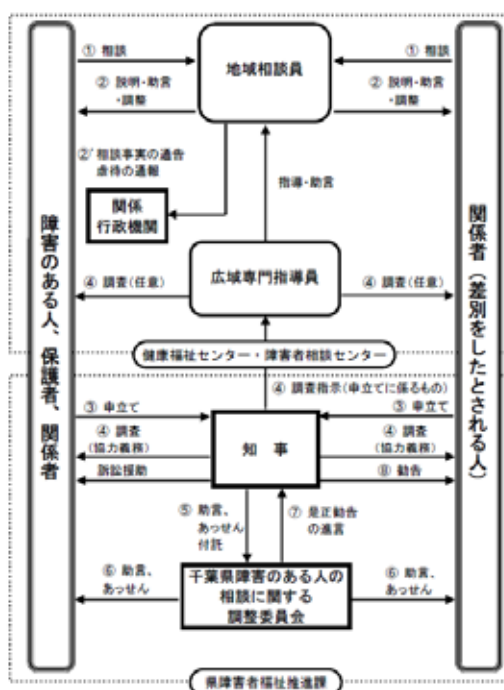 ① 相談
地域相談員
① 相談
② 説明・助言
・調整
② 説明・助言
・調整
②’相談事実の通告
虐待の通報
指導・助言
関係
行政機関
障害のある人、保護者、関係者
関係者（差別をしたとされる人）
広域専門指導員
④ 調査(任意)
④ 調査(任意)
健康福祉センター・障害者相談センター
④ 調査指示(申立てに係るもの)
③ 申立て
③ 申立て
④ 調査
(協力義務)
知　事
④ 調査
(協力義務)
訴訟援助
⑧ 勧告
⑤ 助言、
あっせん
付託
⑦ 是正勧告
の進言
⑥ 助言、
あっせん
千葉県障害のある人の
相談に関する
調整委員会
⑥ 助言、
あっせん
県障害者福祉推進課